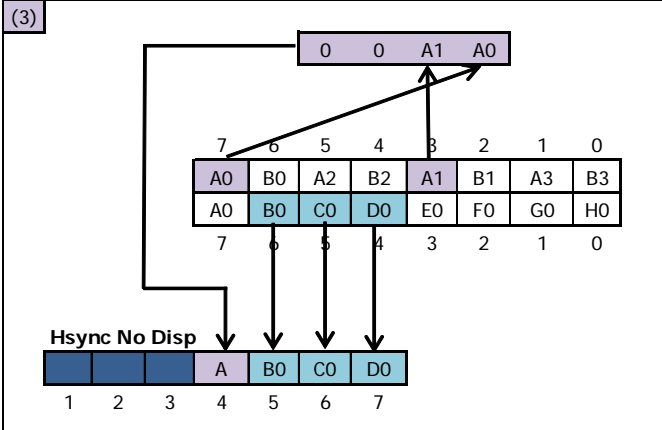 (3)
0 0 A1 A0
7 6 5 4 3 2 1 0
A0 B0 A2 B2 A1 B1 A3 B3
A0 B0 C0 D0 E0 F0 G0 H0
7 6 5 4 3 2 1 0
Hsync No Disp
A B0 C0 D0
1 2 3 4 5 6 7